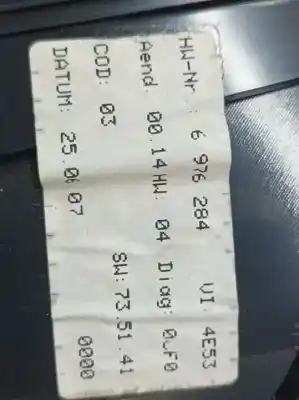 HW-Nr.: 6 976 284 VI: 4E53
Aend. 00.14 HW: 04 Diag: 0.F0
COD: 03 SW: 73.51.41
DATUM: 25.06 07 0000